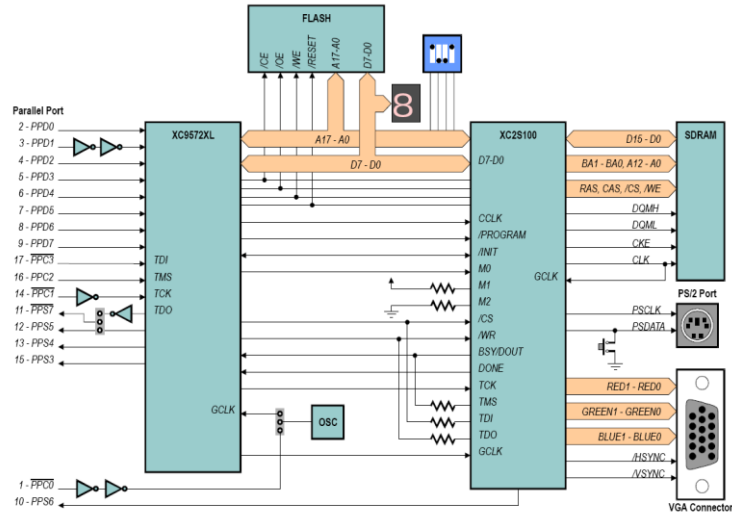 FLASH
/CE
/OE
/WE
/RESET
A17-A0
D7-D0
8
Parallel Port
2 - PPD0
3 - PPD1
4 - PPD2
5 - PPD3
6 - PPD4
7 - PPD5
8 - PPD6
9 - PPD7
17 - PPC3
16 - PPC2
14 - PPC1
11 - PPS7
12 - PPS5
13 - PPS4
15 - PPS3
1 - PPC0
10 - PPS6
XC9572XL
TDI
TMS
TCK
TDO
GCLK
A17 - A0
D7 - D0
OSC
XC2S100
D7-D0
CCLK
/PROGRAM
/INIT
M0
M1
M2
/CS
/WR
BSY/DOUT
DONE
TCK
TMS
TDI
TDO
GCLK
GCLK
D15 - D0
BA1 - BA0, A12 - A0
RAS, CAS, /CS, /WE
DQMH
DQML
CKE
CLK
SDRAM
PS/2 Port
PSCLK
PSDATA
RED1 - RED0
GREEN1 - GREEN0
BLUE1 - BLUE0
/HSYNC
/VSYNC
VGA Connector